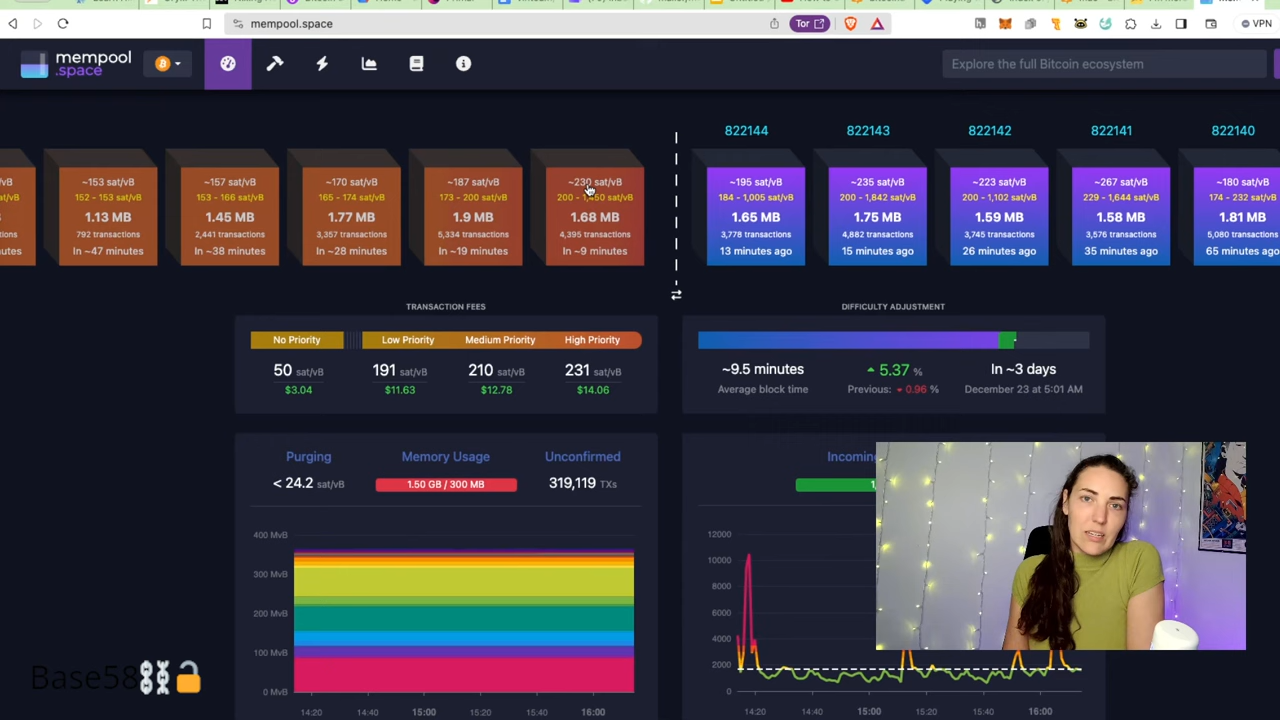 mempool.space
Tor
VPN
mempool
.space
Explore the full Bitcoin ecosystem
822144
822143
822142
822141
822140
~153 sat/vB
152 - 153 sat/vB
1.13 MB
792 transactions
In ~47 minutes
~157 sat/vB
153 - 166 sat/vB
1.45 MB
2,441 transactions
In ~38 minutes
~170 sat/vB
165 - 174 sat/vB
1.77 MB
3,357 transactions
In ~28 minutes
~187 sat/vB
173 - 200 sat/vB
1.9 MB
5,334 transactions
In ~19 minutes
~230 sat/vB
200 - 1,450 sat/vB
1.68 MB
4,395 transactions
In ~9 minutes
~195 sat/vB
184 - 1,005 sat/vB
1.65 MB
3,778 transactions
13 minutes ago
~235 sat/vB
200 - 1,842 sat/vB
1.75 MB
4,882 transactions
15 minutes ago
~223 sat/vB
200 - 1,102 sat/vB
1.59 MB
3,745 transactions
26 minutes ago
~267 sat/vB
229 - 1,644 sat/vB
1.58 MB
3,576 transactions
35 minutes ago
~180 sat/vB
174 - 232 sat/vB
1.81 MB
5,080 transactions
65 minutes ago
TRANSACTION FEES
No Priority
Low Priority
Medium Priority
High Priority
50 sat/vB
191 sat/vB
210 sat/vB
231 sat/vB
$3.04
$11.63
$12.78
$14.06
DIFFICULTY ADJUSTMENT
~9.5 minutes
5.37 %
In ~3 days
Average block time
Previous: 0.96 %
December 23 at 5:01 AM
Purging
Memory Usage
Unconfirmed
< 24.2 sat/vB
1.50 GB / 300 MB
319,119 TXs
400 MvB
300 MvB
200 MvB
100 MvB
0 MvB
14:20
14:40
15:00
15:20
15:40
16:00
Incoming
12000
10000
8000
6000
4000
2000
0
14:20
14:40
15:00
15:20
15:40
16:00
Base58